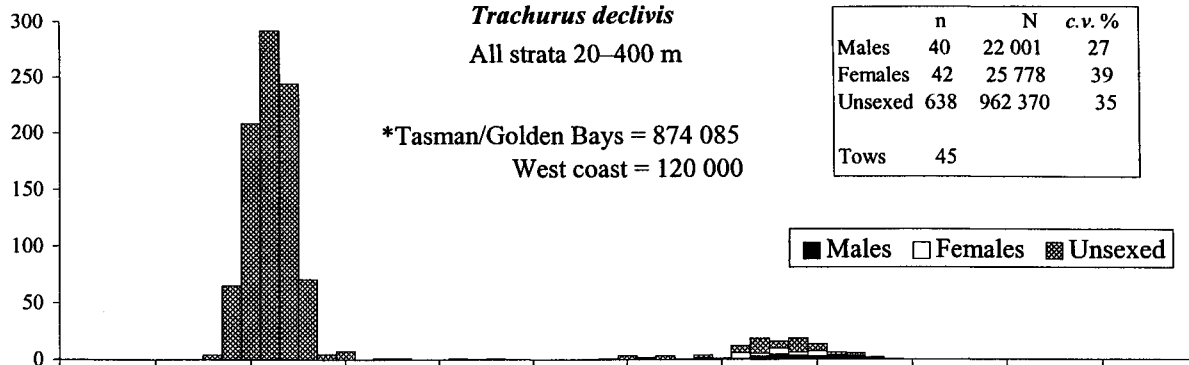 Trachurus declivis
All strata 20–400 m
*Tasman/Golden Bays = 874 085
West coast = 120 000
n N c.v. %
Males 40 22 001 27
Females 42 25 778 39
Unsexed 638 962 370 35
Tows 45
Males Females Unsexed
300
250
200
150
100
50
0